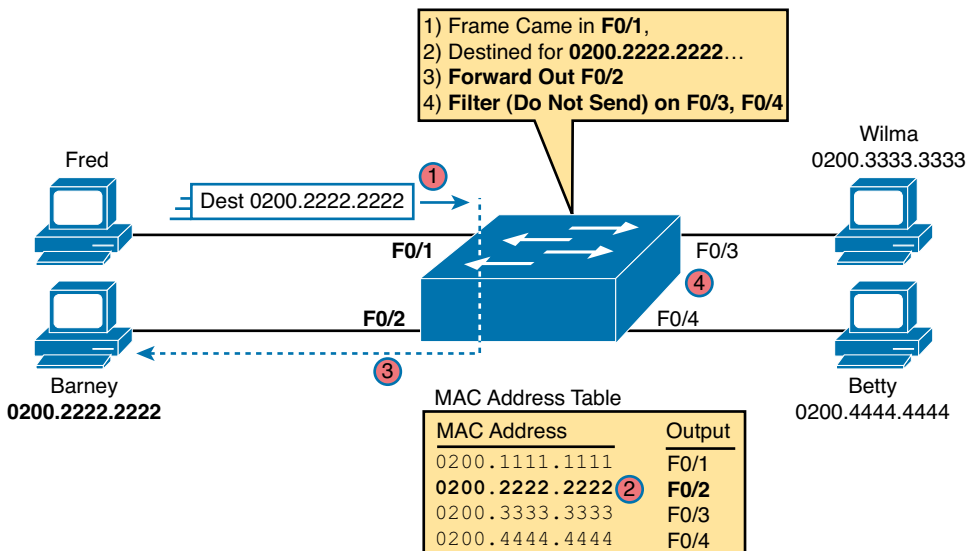 1) Frame Came in F0/1,
2) Destined for 0200.2222.2222…
3) Forward Out F0/2
4) Filter (Do Not Send) on F0/3, F0/4
Fred
Wilma
0200.3333.3333
1
Dest 0200.2222.2222
F0/1
F0/3
4
F0/2
F0/4
3
Barney
0200.2222.2222
Betty
0200.4444.4444
MAC Address Table
MAC Address Output
0200.1111.1111 F0/1
0200.2222.2222 2 F0/2
0200.3333.3333 F0/3
0200.4444.4444 F0/4